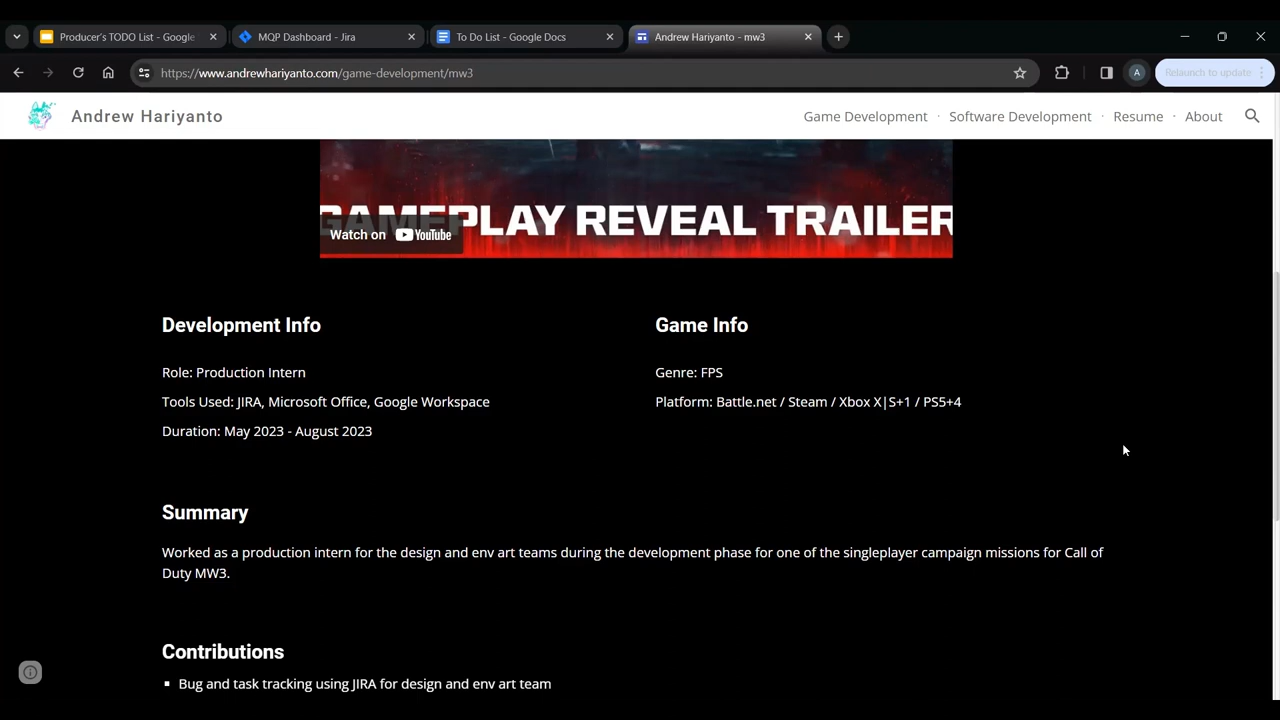 Producer's TODO List - Google
MQP Dashboard - Jira
To Do List - Google Docs
Andrew Hariyanto - mw3
https://www.andrewhariyanto.com/game-development/mw3
A
Relaunch to update
Andrew Hariyanto
Game Development · Software Development · Resume · About
GAMEPLAY REVEAL TRAILER
Watch on YouTube
Development Info
Role: Production Intern
Tools Used: JIRA, Microsoft Office, Google Workspace
Duration: May 2023 - August 2023
Game Info
Genre: FPS
Platform: Battle.net / Steam / Xbox X|S+1 / PS5+4
Summary
Worked as a production intern for the design and env art teams during the development phase for one of the singleplayer campaign missions for Call of
Duty MW3.
Contributions
▪ Bug and task tracking using JIRA for design and env art team